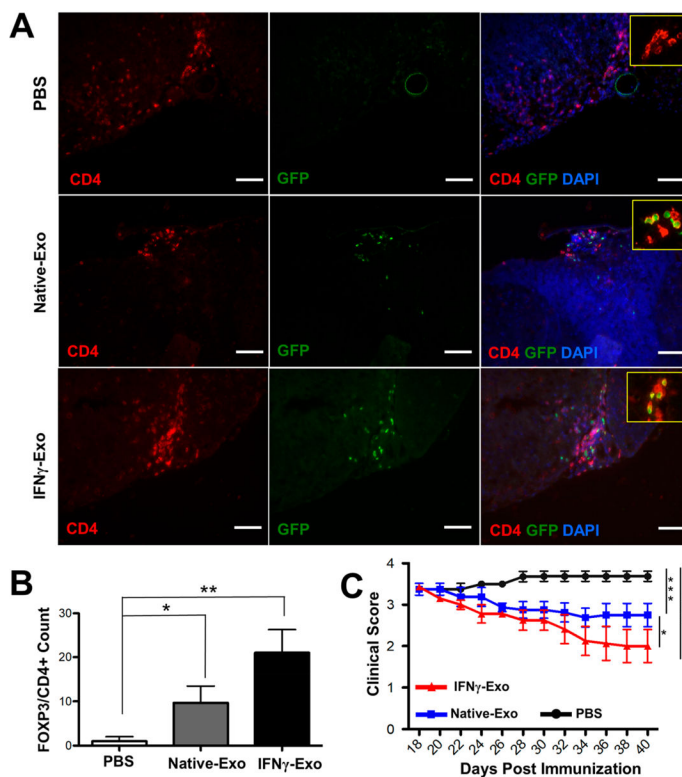 A
PBS
CD4
GFP
CD4 GFP DAPI
Native-Exo
CD4
GFP
CD4 GFP DAPI
IFNγ-Exo
CD4
GFP
CD4 GFP DAPI
B
FOXP3/CD4+ Count
30
20
10
0
*
**
PBS
Native-Exo
IFNγ-Exo
C
Clinical Score
4
3
2
1
0
***
*
IFNγ-Exo
Native-Exo
PBS
18 20 22 24 26 28 30 32 34 36 38 40
Days Post Immunization